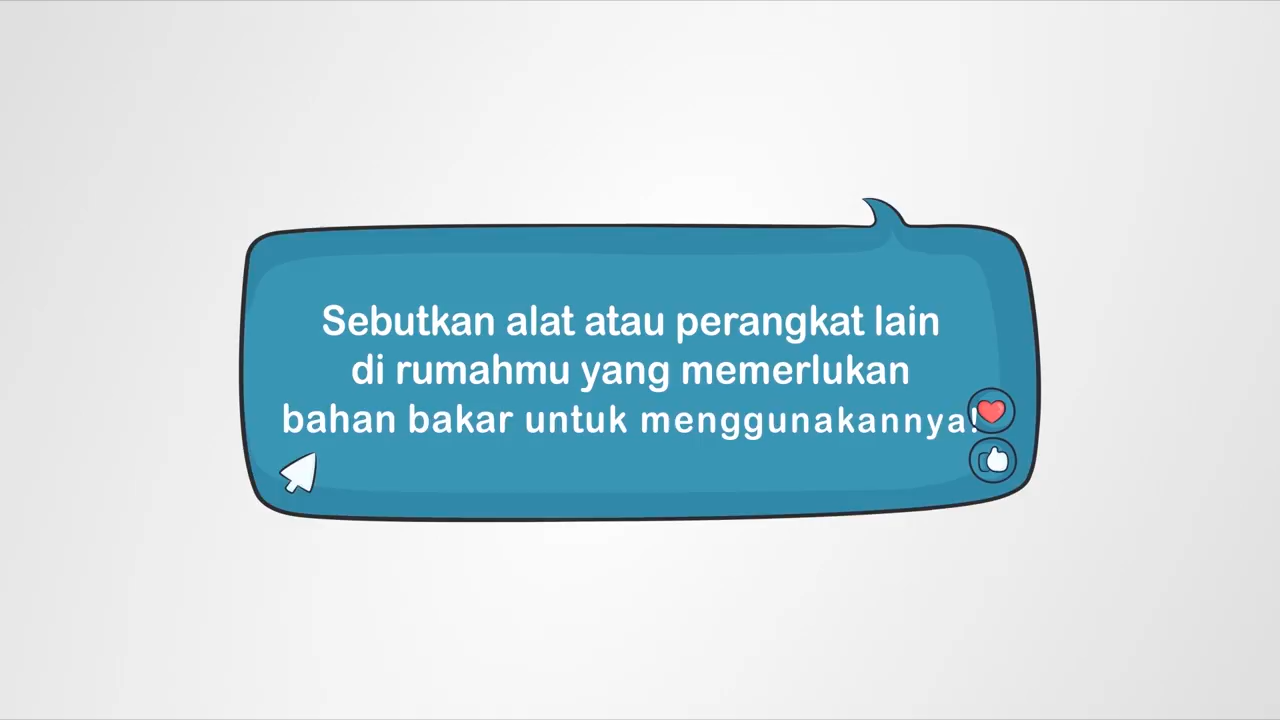 Sebutkan alat atau perangkat lain
di rumahmu yang memerlukan
bahan bakar untuk menggunakannya!